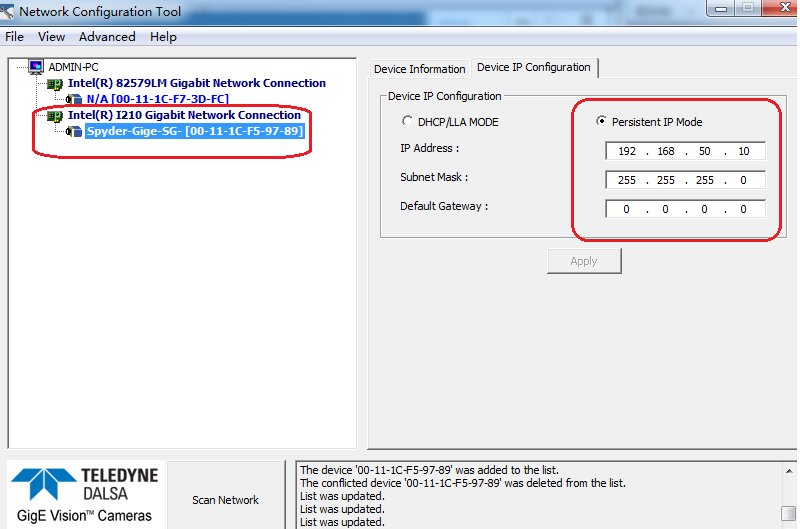 Network Configuration Tool
File View Advanced Help
ADMIN-PC
Intel(R) 82579LM Gigabit Network Connection
N/A [00-11-1C-F7-3D-FC]
Intel(R) I210 Gigabit Network Connection
Spyder-Gige-SG- [00-11-1C-F5-97-89]
Device Information Device IP Configuration
Device IP Configuration
DHCP/LLA MODE Persistent IP Mode
IP Address : 192 . 168 . 50 . 10
Subnet Mask : 255 . 255 . 255 . 0
Default Gateway : 0 . 0 . 0 . 0
Apply
TELEDYNE
DALSA
GigE Vision™ Cameras
Scan Network
The device '00-11-1C-F5-97-89' was added to the list.
The conflicted device '00-11-1C-F5-97-89' was deleted from the list.
List was updated.
List was updated.
List was updated.